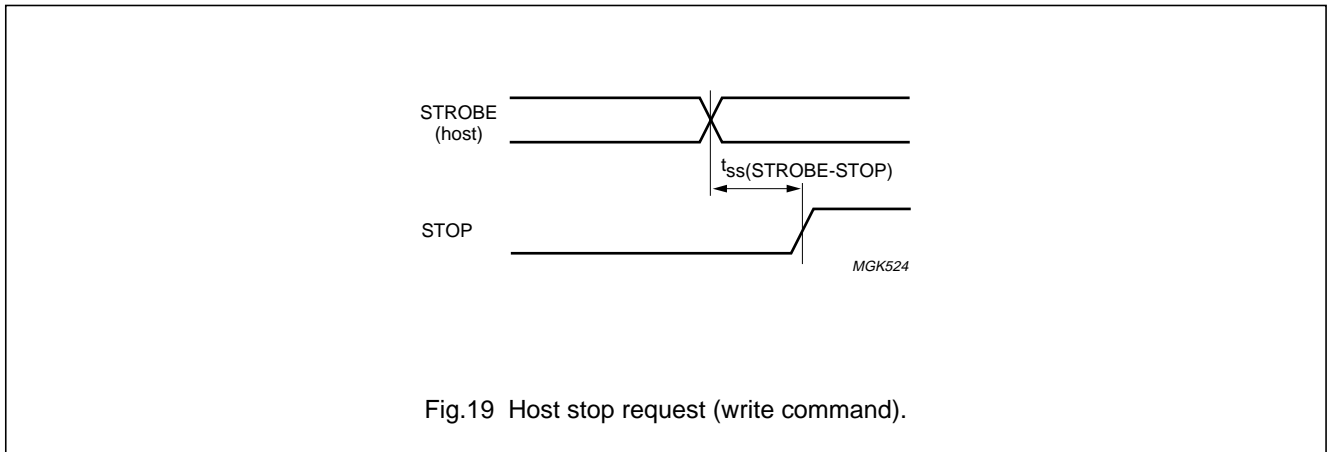 STROBE
(host)
tss(STROBE-STOP)
STOP
MGK524
Fig.19 Host stop request (write command).